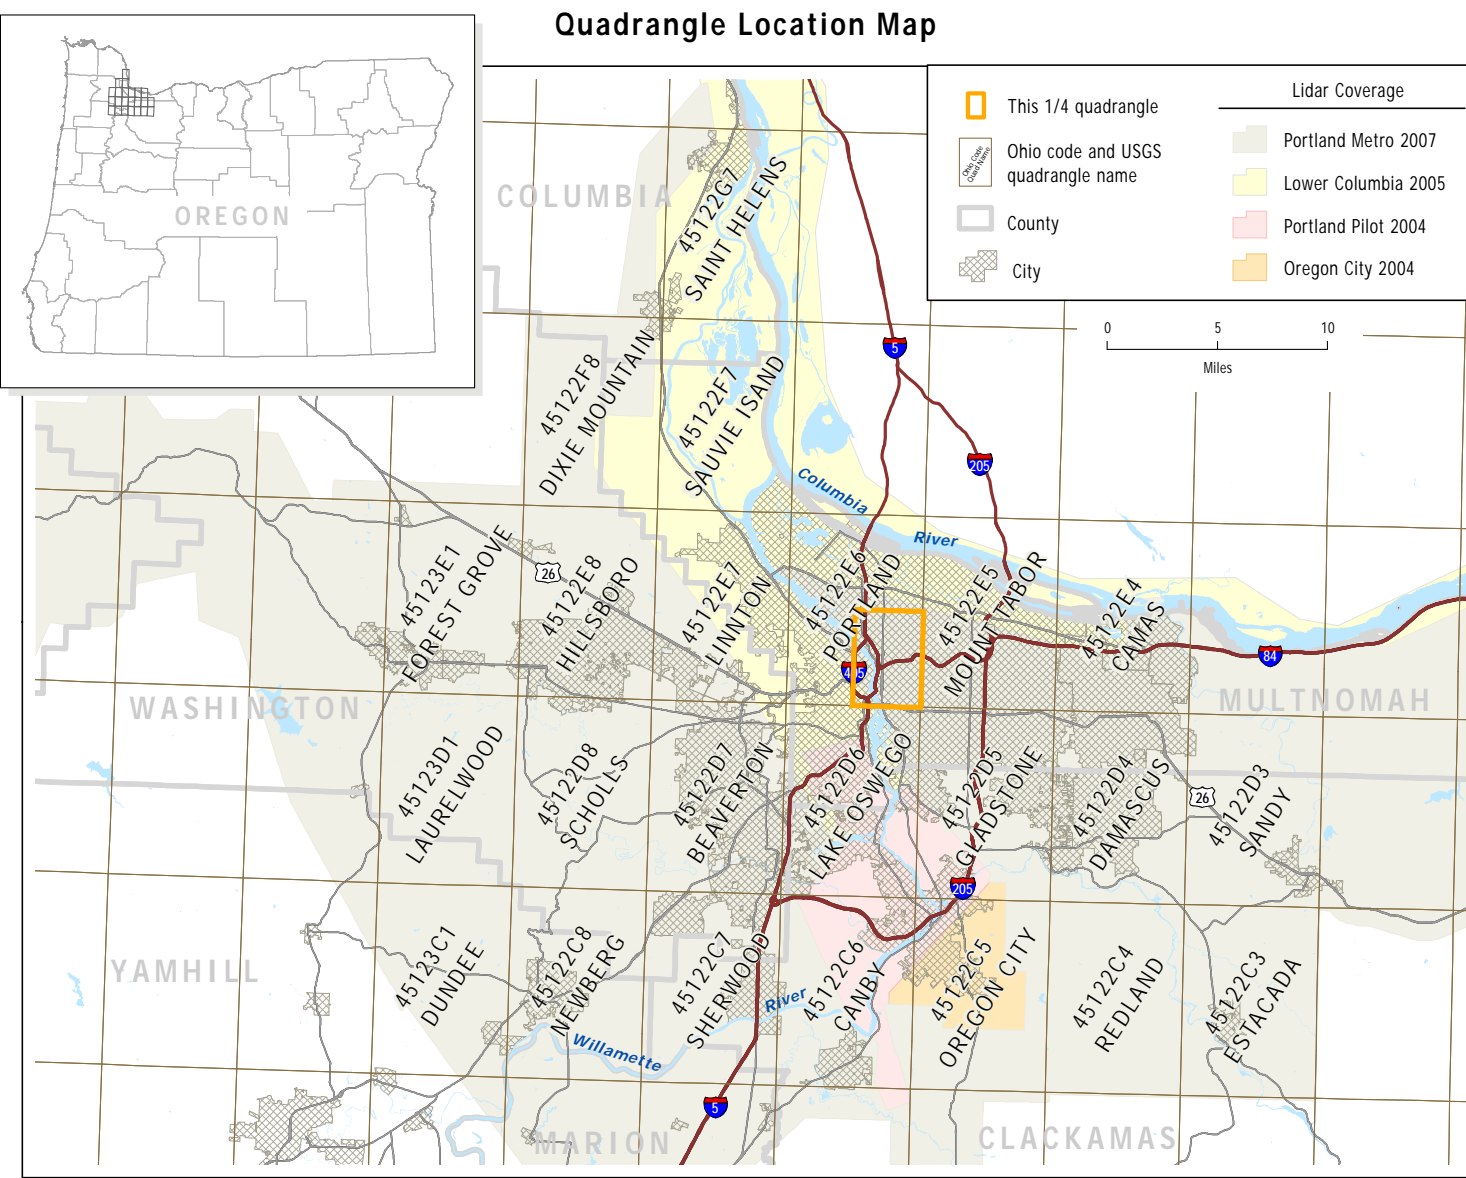 Quadrangle Location Map
OREGON
This 1/4 quadrangle
Ohio Code
Quad Name
Ohio code and USGS
quadrangle name
County
City
Lidar Coverage
Portland Metro 2007
Lower Columbia 2005
Portland Pilot 2004
Oregon City 2004
0 5 10
Miles
COLUMBIA
45122G7
SAINT HELENS
5
45122F8
DIXIE MOUNTAIN
45122F7
SAUVIE ISAND
205
Columbia
River
45123E1
FOREST GROVE
26
45122E8
HILLSBORO
45122E7
LINNTON
45122E6
PORTLAND
45122E5
MOUNT TABOR
45122E4
CAMAS
405
84
WASHINGTON
MULTNOMAH
45123D1
LAURELWOOD
45122D8
SCHOLLS
45122D7
BEAVERTON
45122D6
LAKE OSWEGO
45122D5
GLADSTONE
45122D4
DAMASCUS
26
45122D3
SANDY
205
YAMHILL
45123C1
DUNDEE
45122C8
NEWBERG
45122C7
SHERWOOD
45122C6
CANBY
45122C5
OREGON CITY
45122C4
REDLAND
45122C3
ESTACADA
Willamette
River
5
MARION
CLACKAMAS